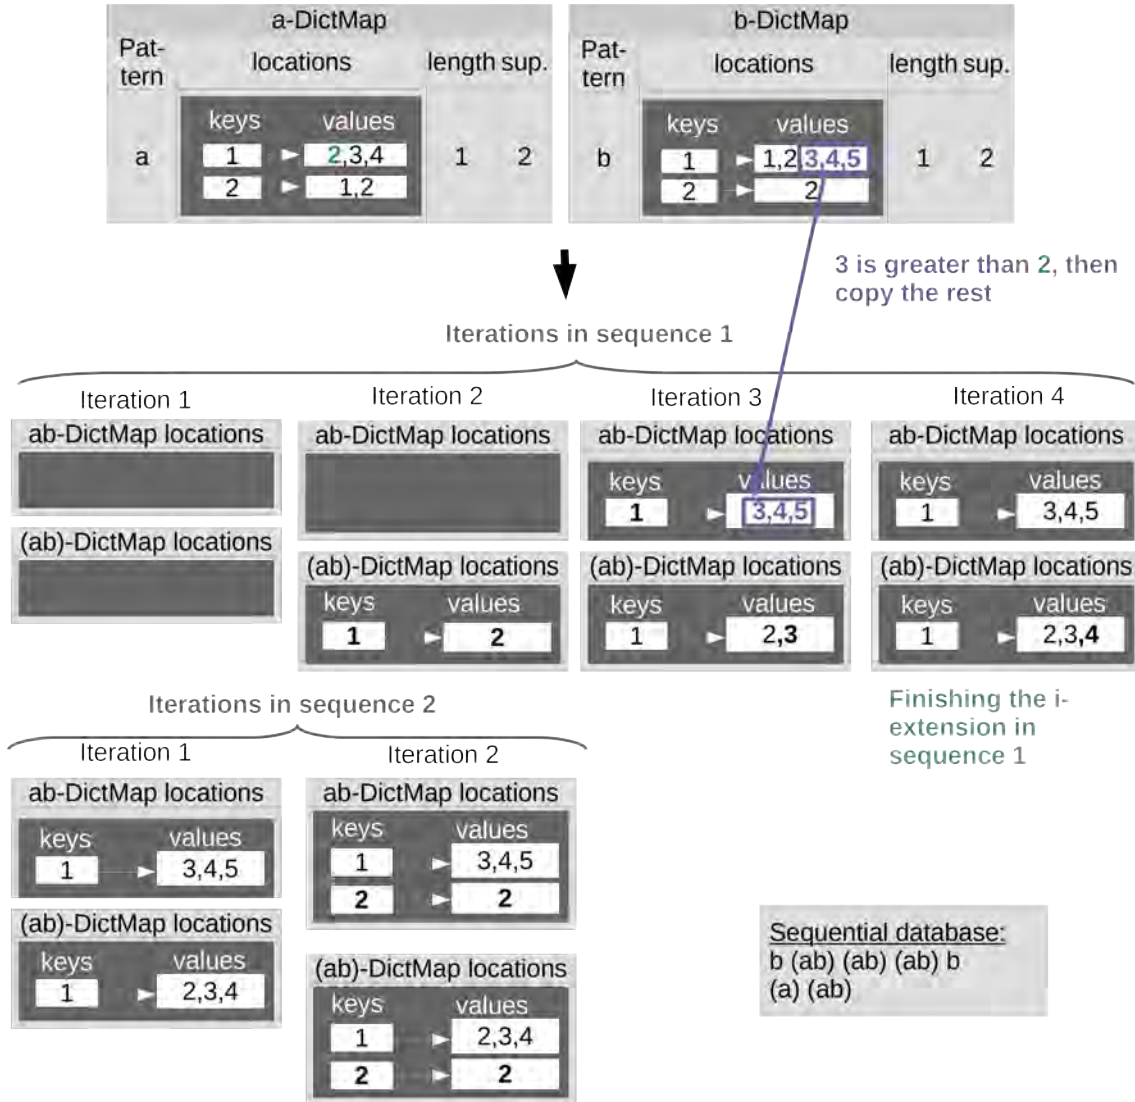 a-DictMap
Pat-
tern
locations
length sup.
keys values
a
1 2,3,4
2 1,2
1 2
b-DictMap
Pat-
tern
locations
length sup.
keys values
b
1 1,2,3,4,5
2 2
1 2
3 is greater than 2, then
copy the rest
Iterations in sequence 1
Iteration 1
ab-DictMap locations
(ab)-DictMap locations
Iteration 2
ab-DictMap locations
(ab)-DictMap locations
keys values
1 2
Iteration 3
ab-DictMap locations
keys values
1 3,4,5
(ab)-DictMap locations
keys values
1 2,3
Iteration 4
ab-DictMap locations
keys values
1 3,4,5
(ab)-DictMap locations
keys values
1 2,3,4
Finishing the i-
extension in
sequence 1
Iterations in sequence 2
Iteration 1
ab-DictMap locations
keys values
1 3,4,5
(ab)-DictMap locations
keys values
1 2,3,4
Iteration 2
ab-DictMap locations
keys values
1 3,4,5
2 2
(ab)-DictMap locations
keys values
1 2,3,4
2 2
Sequential database:
b (ab) (ab) (ab) b
(a) (ab)